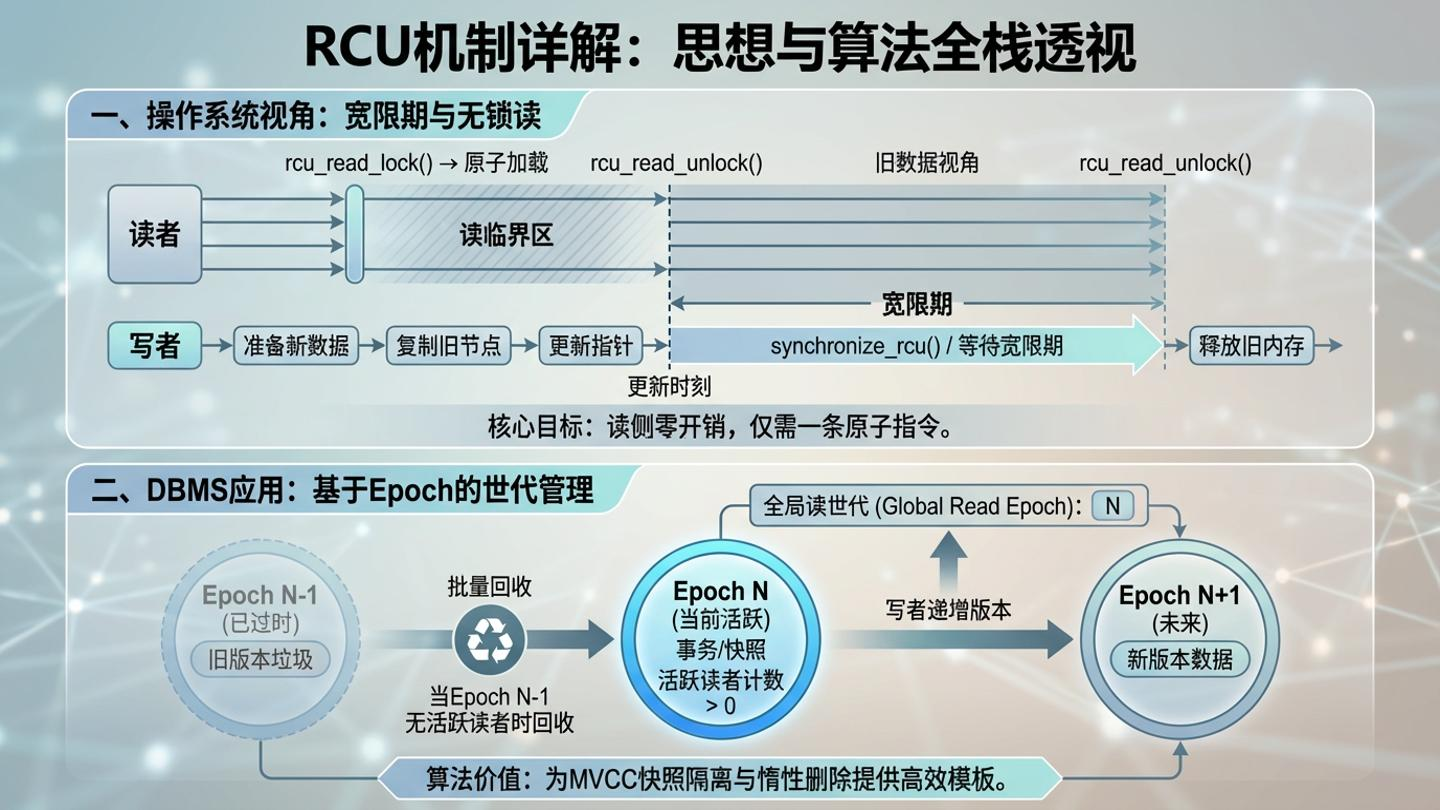 RCU机制详解：思想与算法全栈透视
一、操作系统视角：宽限期与无锁读
rcu_read_lock() → 原子加载
rcu_read_unlock()
旧数据视角
rcu_read_unlock()
读者
读临界区
宽限期
写者
准备新数据
复制旧节点
更新指针
synchronize_rcu() / 等待宽限期
释放旧内存
更新时刻
核心目标：读侧零开销，仅需一条原子指令。
二、DBMS应用：基于Epoch的世代管理
全局读世代 (Global Read Epoch)： N
Epoch N-1
(已过时)
旧版本垃圾
批量回收
当Epoch N-1
无活跃读者时回收
Epoch N
(当前活跃)
事务/快照
活跃读者计数
> 0
写者递增版本
Epoch N+1
(未来)
新版本数据
算法价值：为MVCC快照隔离与惰性删除提供高效模板。